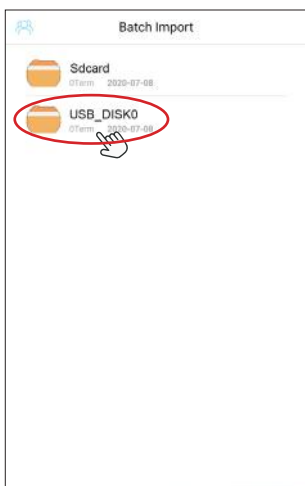 Batch Import
Sdcard
0Term 2020-07-08
USB_DISK0
0Term 2020-07-08